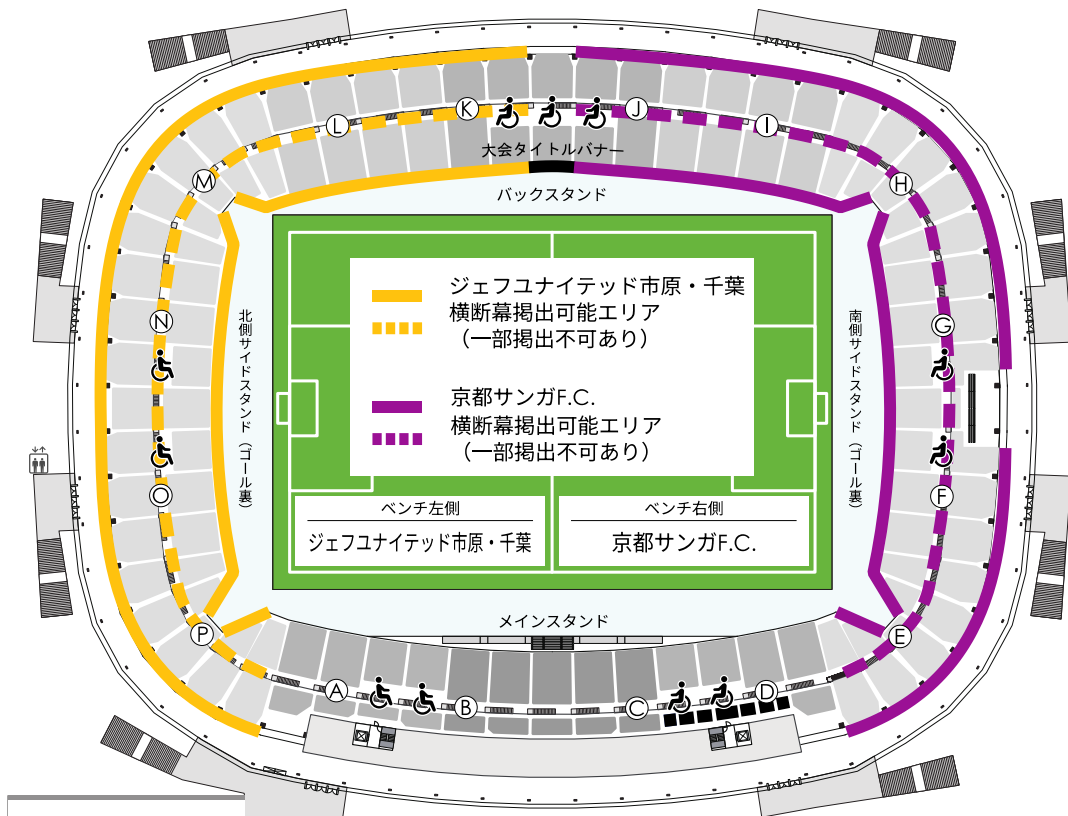 K
J
L
I
大会タイトルバナー
M
H
バックスタンド
ジェフユナイテッド市原・千葉
横断幕掲出可能エリア
(一部掲出不可あり)
N
G
北側サイドスタンド(ゴール裏)
南側サイドスタンド(ゴール裏)
京都サンガF.C.
横断幕掲出可能エリア
(一部掲出不可あり)
O
F
ベンチ左側
ジェフユナイテッド市原・千葉
ベンチ右側
京都サンガF.C.
メインスタンド
P
E
A
B
C
D